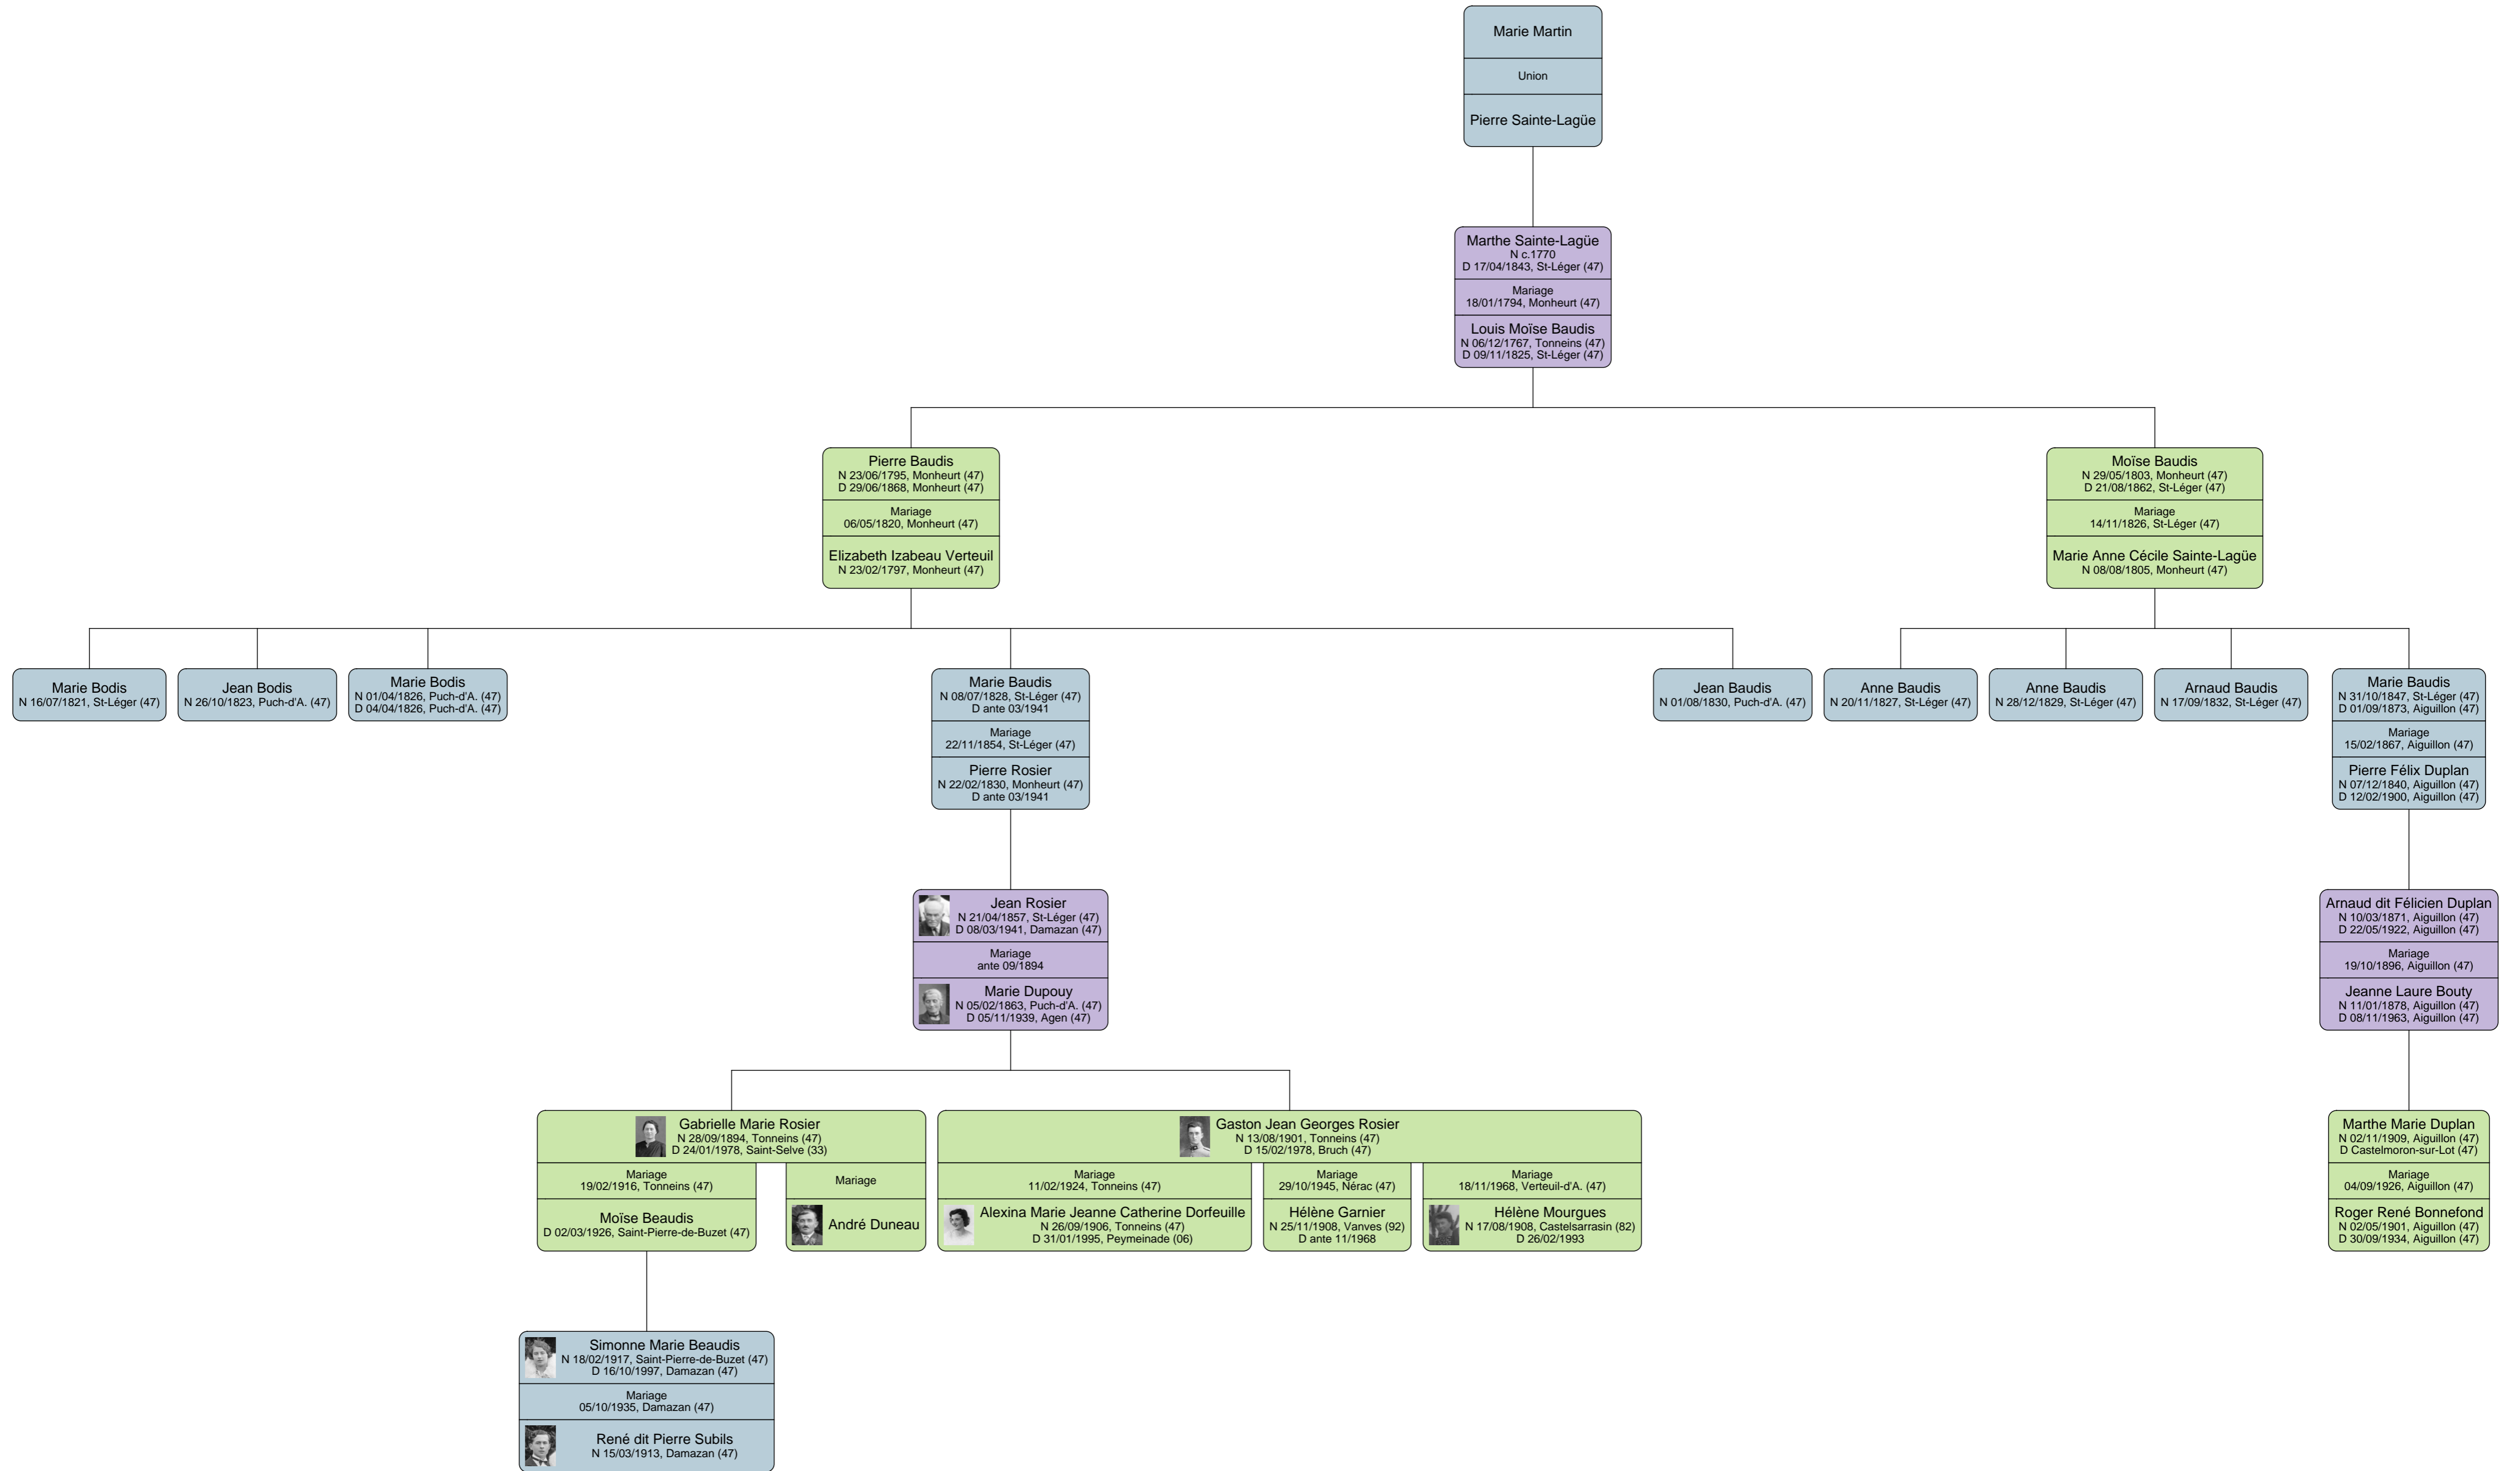 Marie Martin
Union
Pierre Sainte-Lagüe
Marthe Sainte-Lagüe
N c.1770
D 17/04/1843, St-Léger (47)
Mariage
18/01/1794, Monheurt (47)
Louis Moïse Baudis
N 06/12/1767, Tonneins (47)
D 09/11/1825, St-Léger (47)
Pierre Baudis
N 23/06/1795, Monheurt (47)
D 29/06/1868, Monheurt (47)
Mariage
06/05/1820, Monheurt (47)
Elizabeth Izabeau Verteuil
N 23/02/1797, Monheurt (47)
Moïse Baudis
N 29/05/1803, Monheurt (47)
D 21/08/1862, St-Léger (47)
Mariage
14/11/1826, St-Léger (47)
Marie Anne Cécile Sainte-Lagüe
N 08/08/1805, Monheurt (47)
Marie Bodis
N 16/07/1821, St-Léger (47)
Jean Bodis
N 26/10/1823, Puch-d'A. (47)
Marie Bodis
N 01/04/1826, Puch-d'A. (47)
D 04/04/1826, Puch-d'A. (47)
Marie Baudis
N 08/07/1828, St-Léger (47)
D ante 03/1941
Mariage
22/11/1854, St-Léger (47)
Pierre Rosier
N 22/02/1830, Monheurt (47)
D ante 03/1941
Jean Baudis
N 01/08/1830, Puch-d'A. (47)
Anne Baudis
N 20/11/1827, St-Léger (47)
Anne Baudis
N 28/12/1829, St-Léger (47)
Arnaud Baudis
N 17/09/1832, St-Léger (47)
Marie Baudis
N 31/10/1847, St-Léger (47)
D 01/09/1873, Aiguillon (47)
Mariage
15/02/1867, Aiguillon (47)
Pierre Félix Duplan
N 07/12/1840, Aiguillon (47)
D 12/02/1900, Aiguillon (47)
Jean Rosier
N 21/04/1857, St-Léger (47)
D 08/03/1941, Damazan (47)
Mariage
ante 09/1894
Marie Dupouy
N 05/02/1863, Puch-d'A. (47)
D 05/11/1939, Agen (47)
Arnaud dit Félicien Duplan
N 10/03/1871, Aiguillon (47)
D 22/05/1922, Aiguillon (47)
Mariage
19/10/1896, Aiguillon (47)
Jeanne Laure Bouty
N 11/01/1878, Aiguillon (47)
D 08/11/1963, Aiguillon (47)
Gabrielle Marie Rosier
N 28/09/1894, Tonneins (47)
D 24/01/1978, Saint-Selve (33)
Mariage
19/02/1916, Tonneins (47)
Moïse Beaudis
D 02/03/1926, Saint-Pierre-de-Buzet (47)
Mariage
André Duneau
Gaston Jean Georges Rosier
N 13/08/1901, Tonneins (47)
D 15/02/1978, Bruch (47)
Mariage
11/02/1924, Tonneins (47)
Alexina Marie Jeanne Catherine Dorfeuille
N 26/09/1906, Tonneins (47)
D 31/01/1995, Peymeinade (06)
Mariage
29/10/1945, Nérac (47)
Hélène Garnier
N 25/11/1908, Vanves (92)
D ante 11/1968
Mariage
18/11/1968, Verteuil-d'A. (47)
Hélène Mourgues
N 17/08/1908, Castelsarrasin (82)
D 26/02/1993
Marthe Marie Duplan
N 02/11/1909, Aiguillon (47)
D Castelmoron-sur-Lot (47)
Mariage
04/09/1926, Aiguillon (47)
Roger René Bonnefond
N 02/05/1901, Aiguillon (47)
D 30/09/1934, Aiguillon (47)
Simonne Marie Beaudis
N 18/02/1917, Saint-Pierre-de-Buzet (47)
D 16/10/1997, Damazan (47)
Mariage
05/10/1935, Damazan (47)
René dit Pierre Subils
N 15/03/1913, Damazan (47)